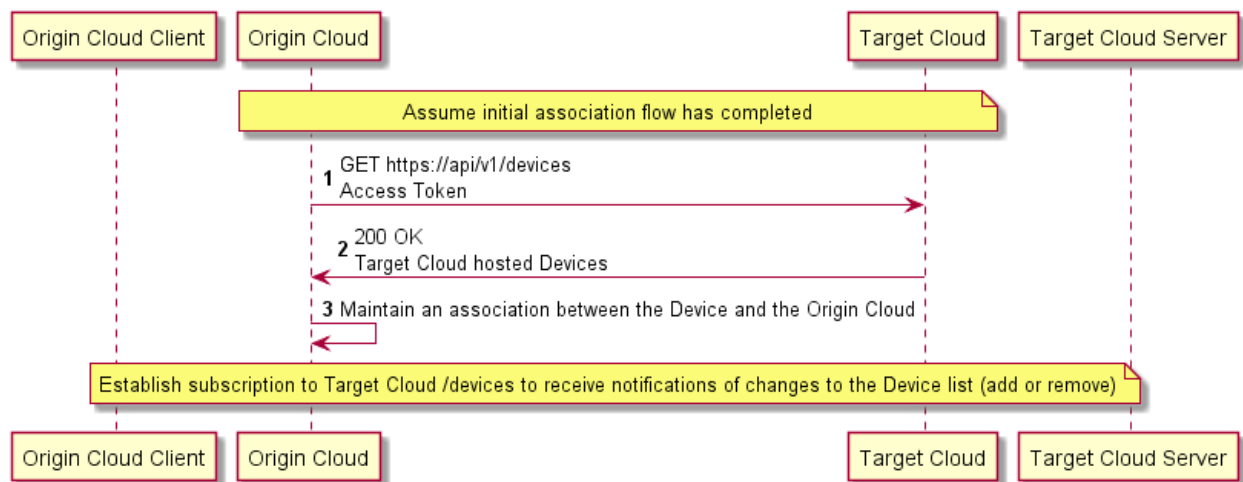 Origin Cloud Client
Origin Cloud
Target Cloud
Target Cloud Server
Assume initial association flow has completed
1 GET https://api/v1/devices
Access Token
2 200 OK
Target Cloud hosted Devices
3 Maintain an association between the Device and the Origin Cloud
Establish subscription to Target Cloud /devices to receive notifications of changes to the Device list (add or remove)
Origin Cloud Client
Origin Cloud
Target Cloud
Target Cloud Server